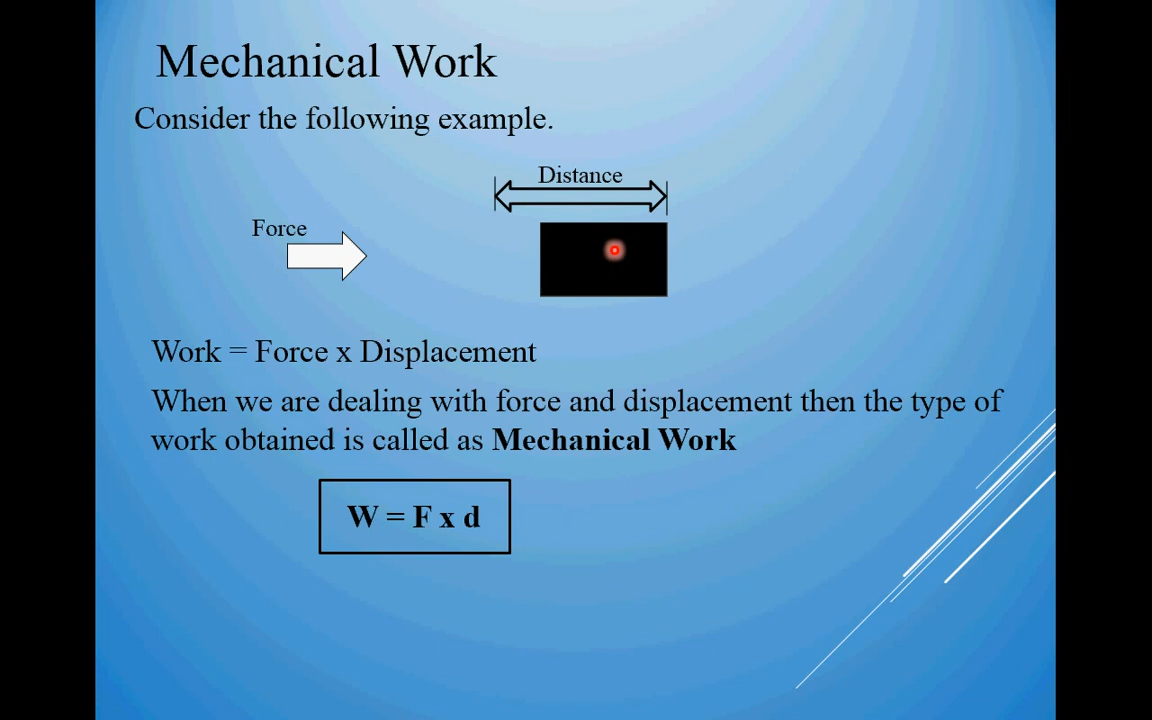 Mechanical Work
Consider the following example.
Distance
Force
Work = Force x Displacement
When we are dealing with force and displacement then the type of
work obtained is called as Mechanical Work
W = F x d